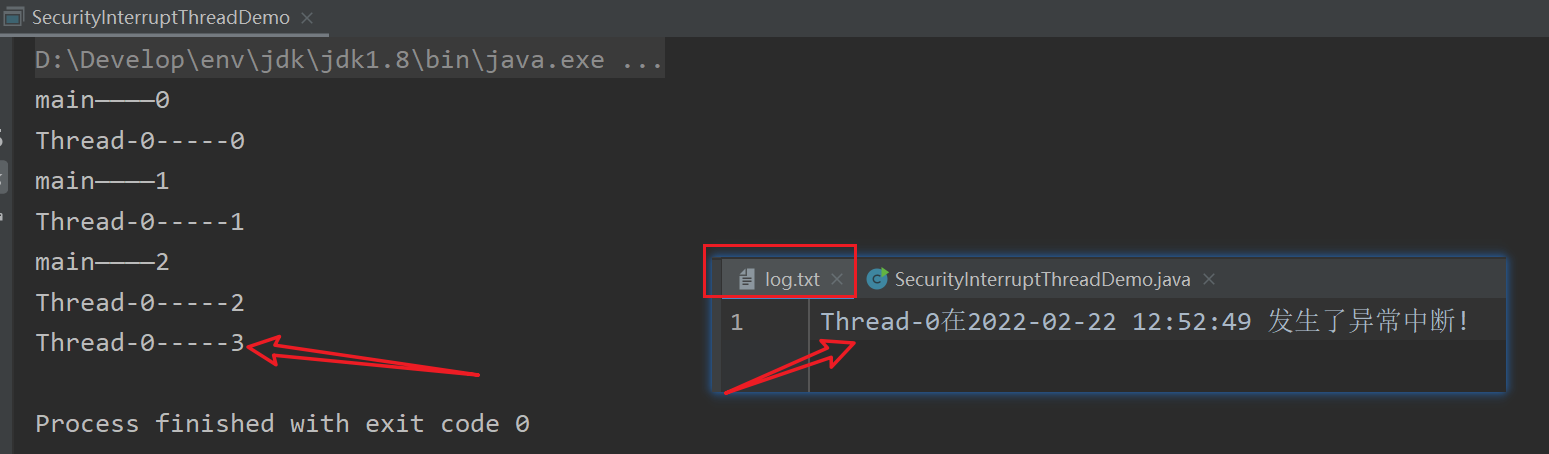 SecurityInterruptThreadDemo
D:\Develop\env\jdk\jdk1.8\bin\java.exe ...
main————0
Thread-0-----0
main————1
Thread-0-----1
main————2
Thread-0-----2
Thread-0-----3
Process finished with exit code 0
log.txt SecurityInterruptThreadDemo.java
1 Thread-0在2022-02-22 12:52:49 发生了异常中断!